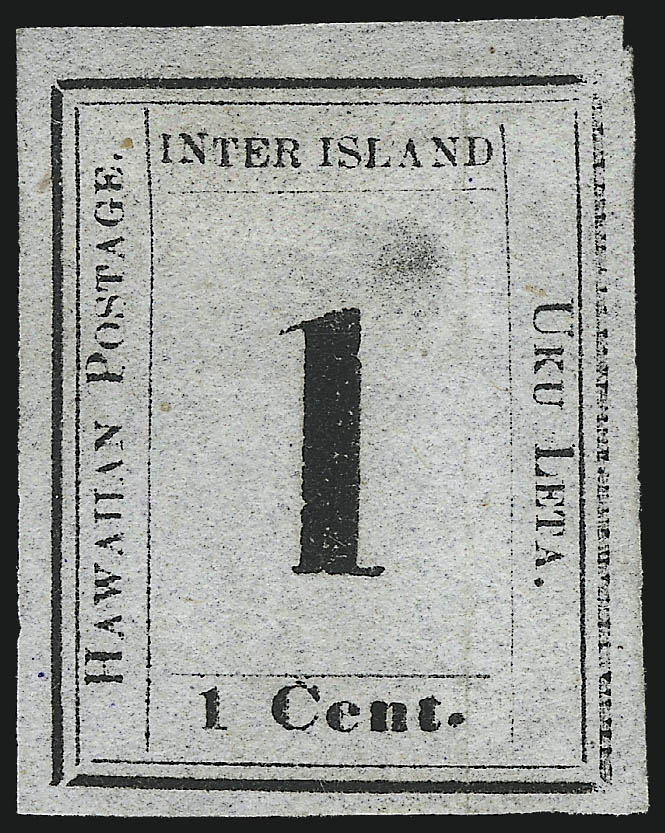 INTER ISLAND
HAWAIIAN POSTAGE.
1
UKU LETA.
1 Cent.